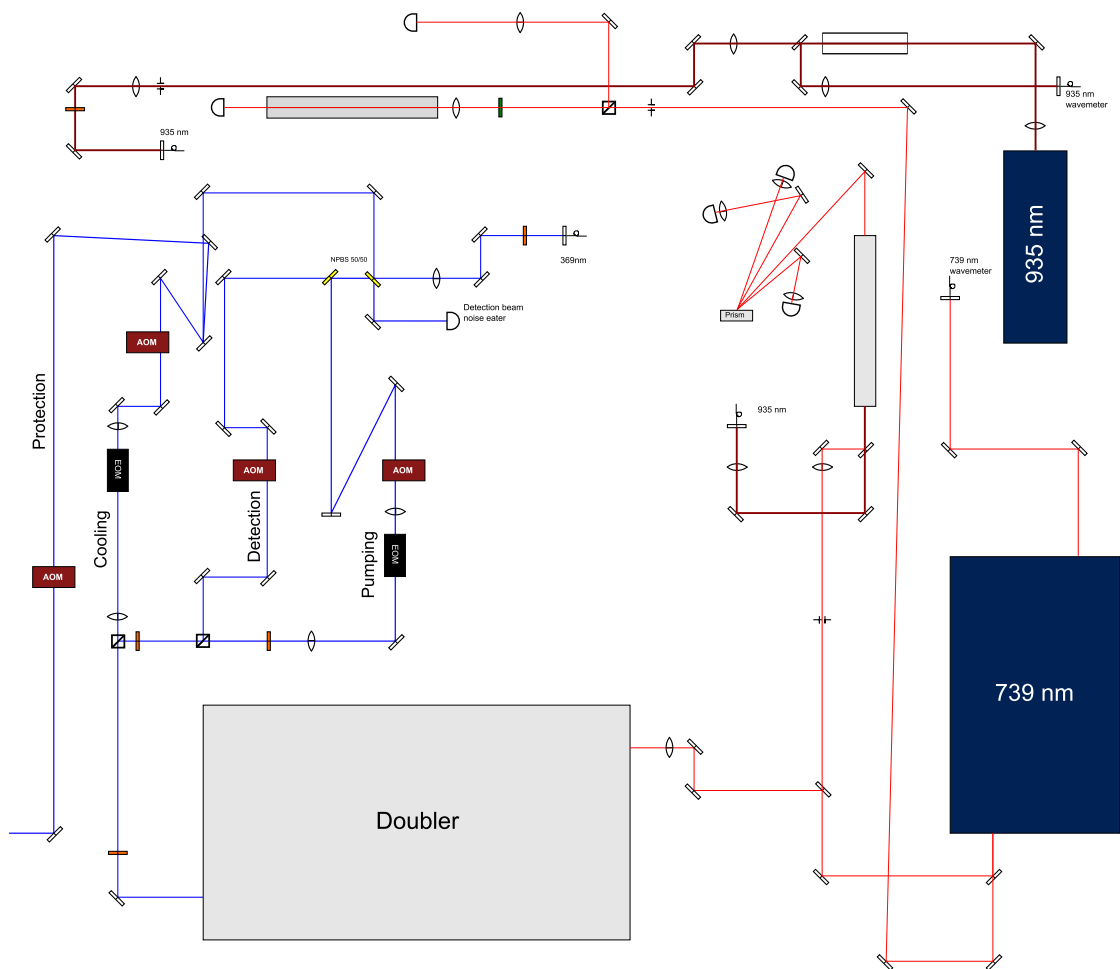 935 nm
wavemeter
935 nm
935 nm
NPBS 50/50
369nm
739 nm
wavemeter
Detection beam
noise eater
Prism
AOM
Protection
935 nm
EOM
Cooling
AOM
Detection
AOM
EOM
Pumping
AOM
739 nm
Doubler